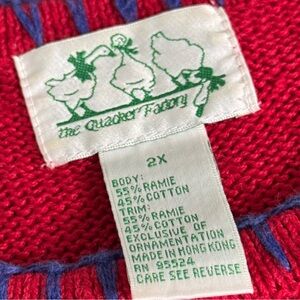 the Quacker Factory
2X
BODY:
55% RAMIE
45% COTTON
TRIM:
55% RAMIE
45% COTTON
EXCLUSIVE OF
ORNAMENTATION
MADE IN HONG KONG
RN 95524
CARE SEE REVERSE